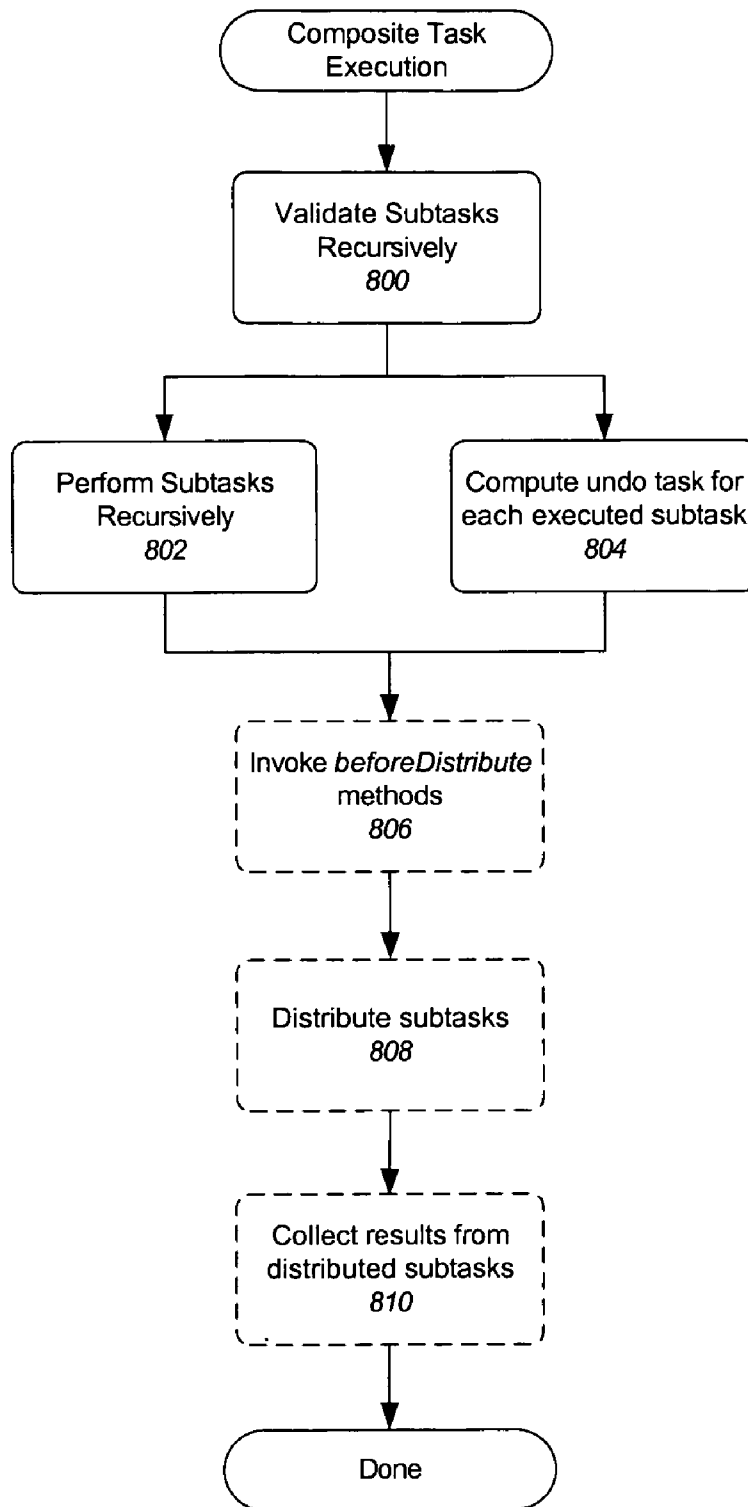 Composite Task
Execution
Validate Subtasks
Recursively
800
Perform Subtasks
Recursively
802
Compute undo task for
each executed subtask
804
Invoke beforeDistribute
methods
806
Distribute subtasks
808
Collect results from
distributed subtasks
810
Done